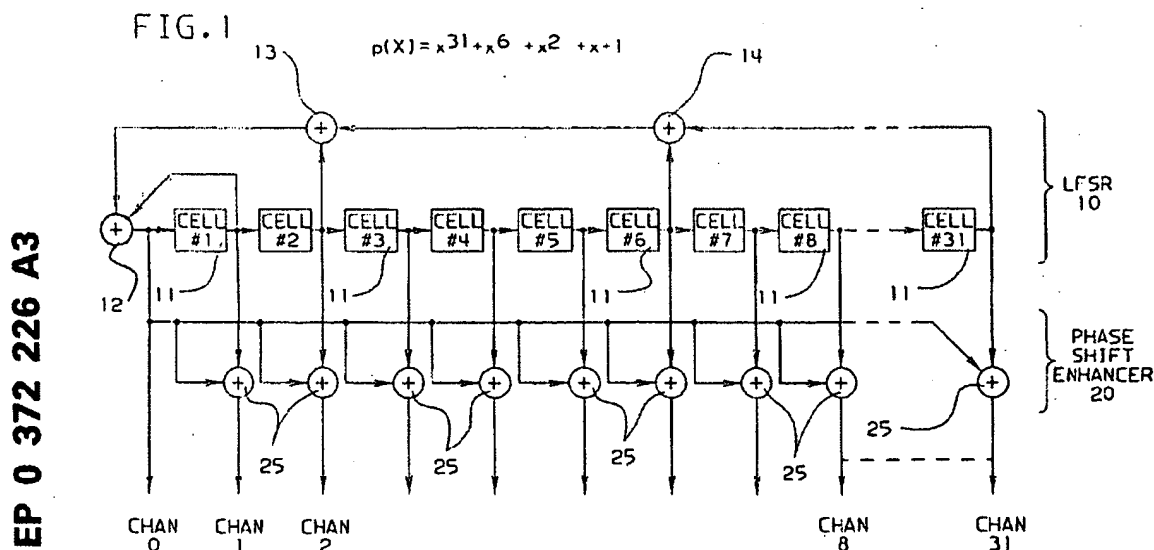 EP 0 372 226 A3
FIG.1
p(X) = x31+x6 +x2 +x+1
13
14
LFSR
10
CELL
#1
CELL
#2
CELL
#3
CELL
#4
CELL
#5
CELL
#6
CELL
#7
CELL
#8
CELL
#31
12
11
11
11
11
11
PHASE
SHIFT
ENHANCER
20
25
25
25
25
25
CHAN
0
CHAN
1
CHAN
2
CHAN
8
CHAN
31